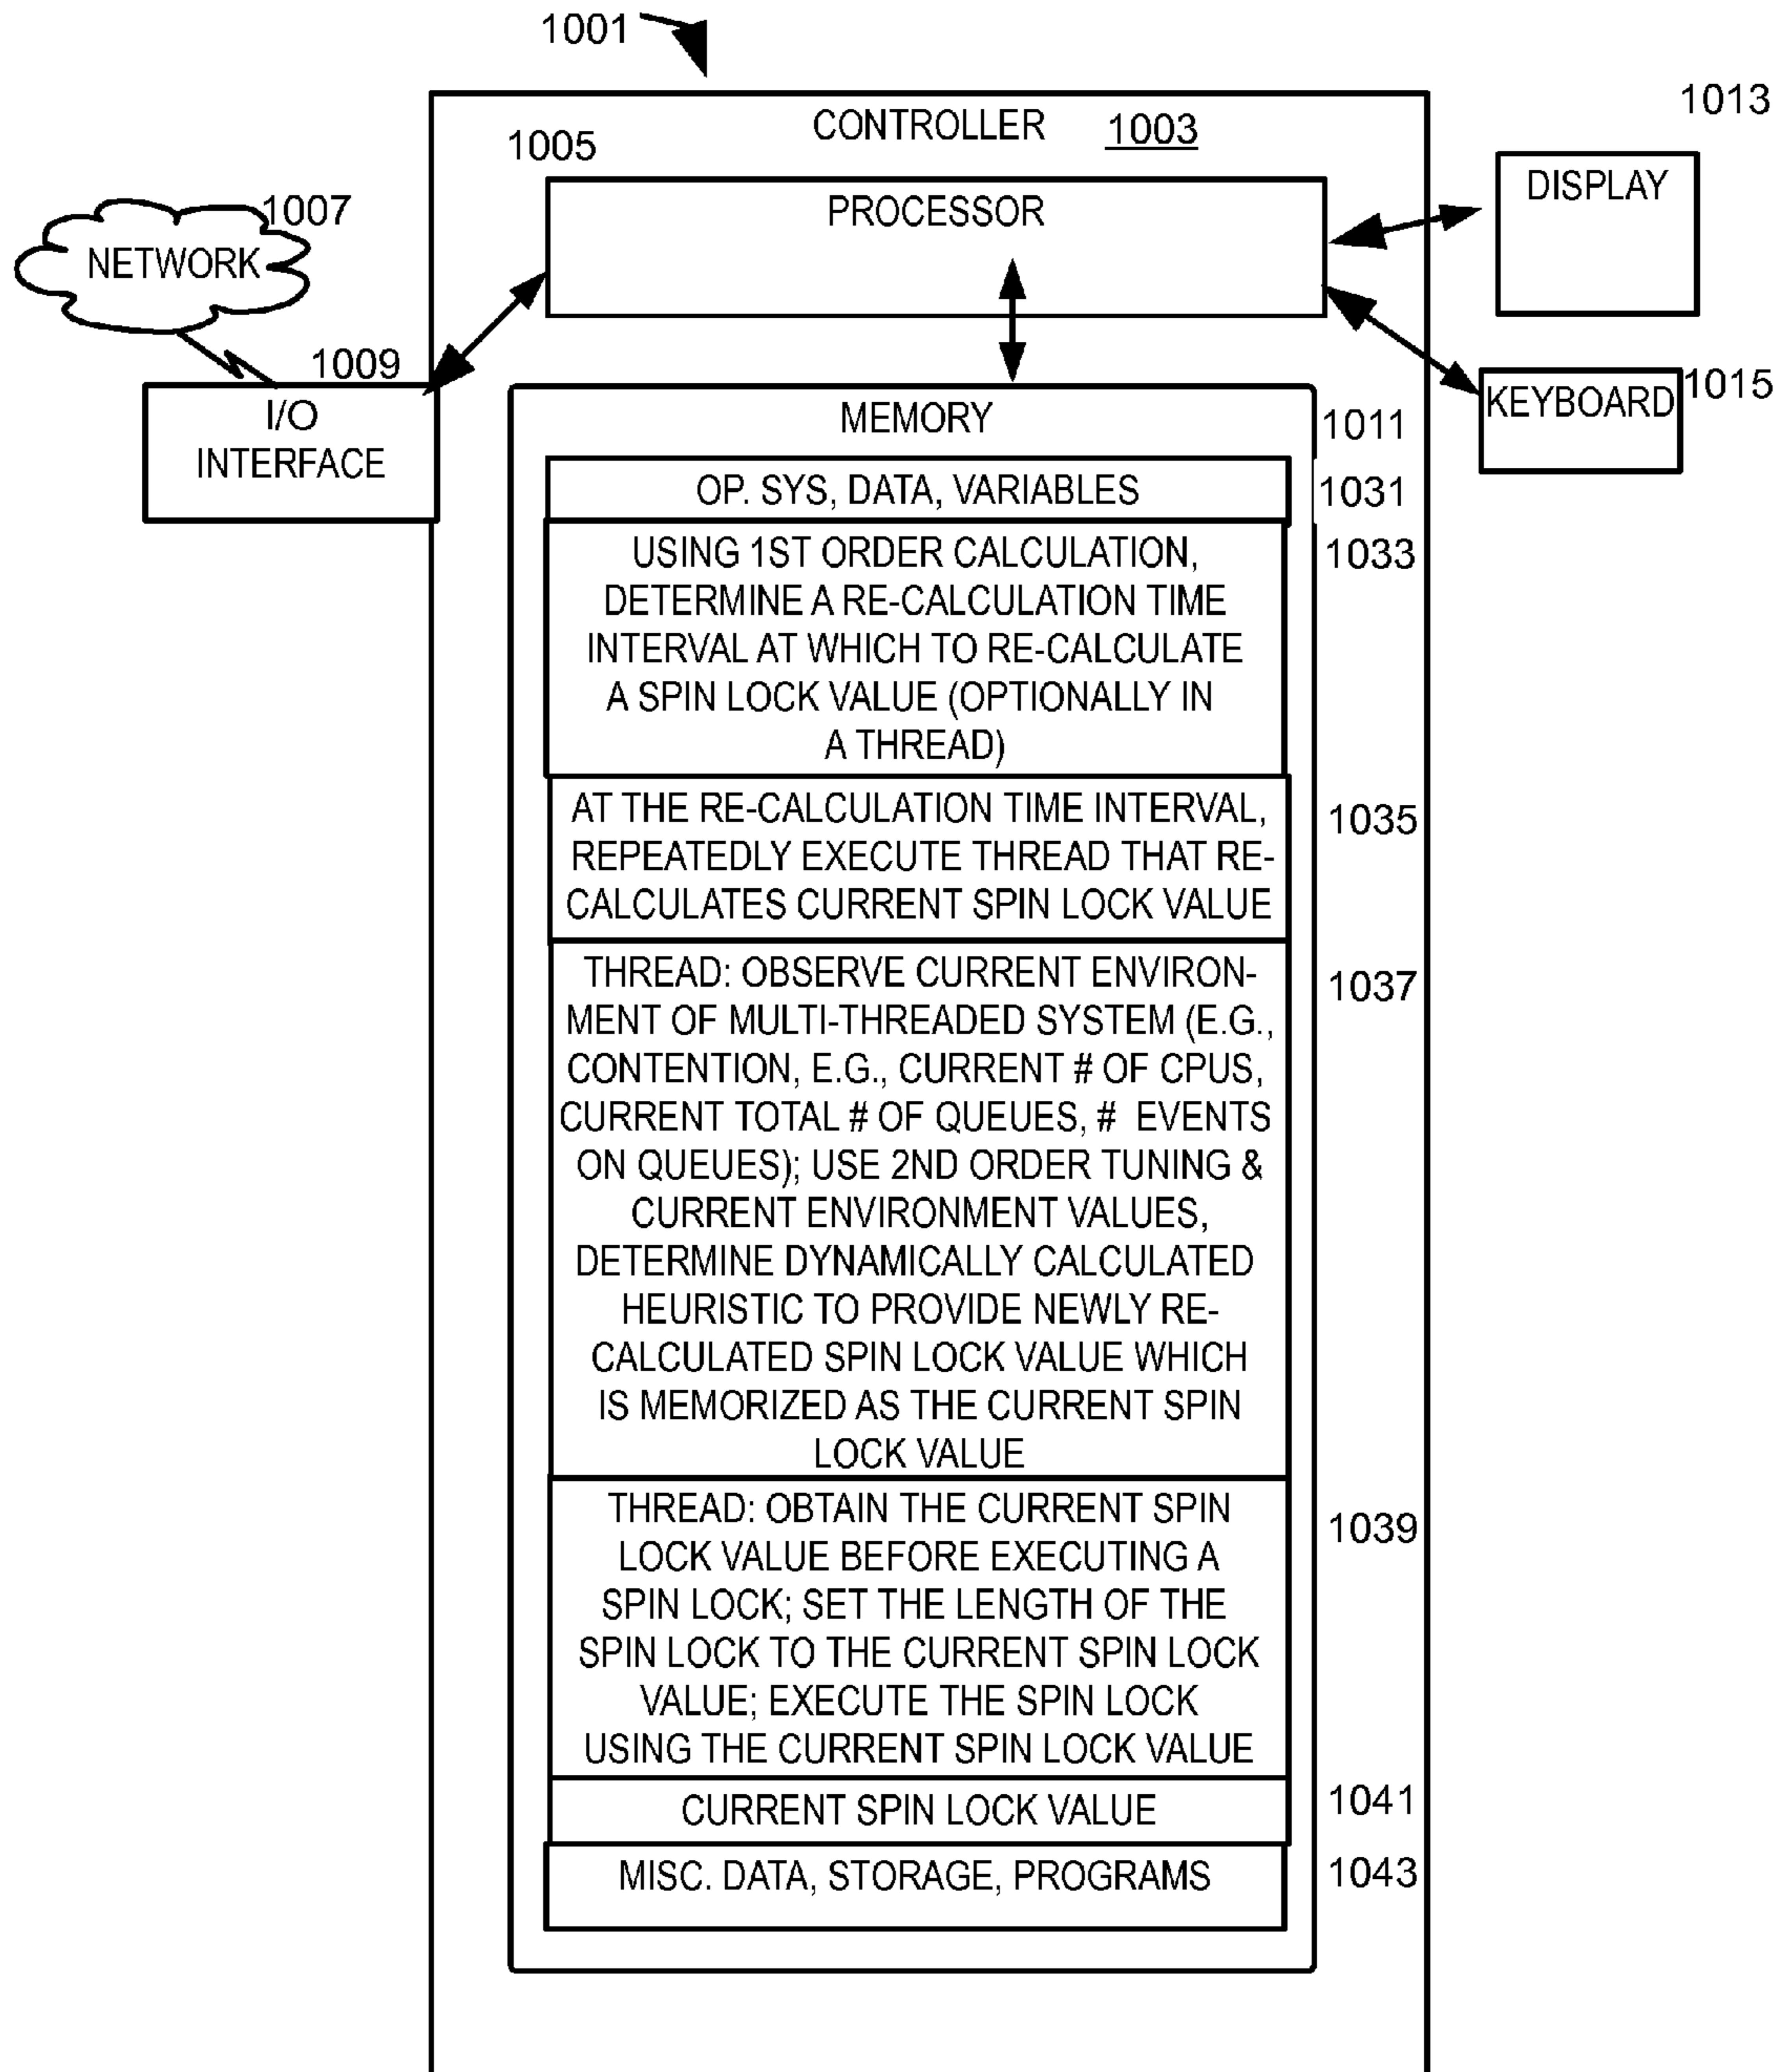 1001
1013
CONTROLLER 1003
1005
DISPLAY
PROCESSOR
1007
NETWORK
1009
1015
KEYBOARD
I/O
INTERFACE
MEMORY
1011
OP. SYS, DATA, VARIABLES
1031
USING 1ST ORDER CALCULATION,
1033
DETERMINE A RE-CALCULATION TIME
INTERVAL AT WHICH TO RE-CALCULATE
A SPIN LOCK VALUE (OPTIONALLY IN
A THREAD)
AT THE RE-CALCULATION TIME INTERVAL,
1035
REPEATEDLY EXECUTE THREAD THAT RE-
CALCULATES CURRENT SPIN LOCK VALUE
THREAD: OBSERVE CURRENT ENVIRON-
1037
MENT OF MULTI-THREADED SYSTEM (E.G.,
CONTENTION, E.G., CURRENT # OF CPUS,
CURRENT TOTAL # OF QUEUES, # EVENTS
ON QUEUES); USE 2ND ORDER TUNING &
CURRENT ENVIRONMENT VALUES,
DETERMINE DYNAMICALLY CALCULATED
HEURISTIC TO PROVIDE NEWLY RE-
CALCULATED SPIN LOCK VALUE WHICH
IS MEMORIZED AS THE CURRENT SPIN
LOCK VALUE
THREAD: OBTAIN THE CURRENT SPIN
1039
LOCK VALUE BEFORE EXECUTING A
SPIN LOCK; SET THE LENGTH OF THE
SPIN LOCK TO THE CURRENT SPIN LOCK
VALUE; EXECUTE THE SPIN LOCK
USING THE CURRENT SPIN LOCK VALUE
CURRENT SPIN LOCK VALUE
1041
MISC. DATA, STORAGE, PROGRAMS
1043